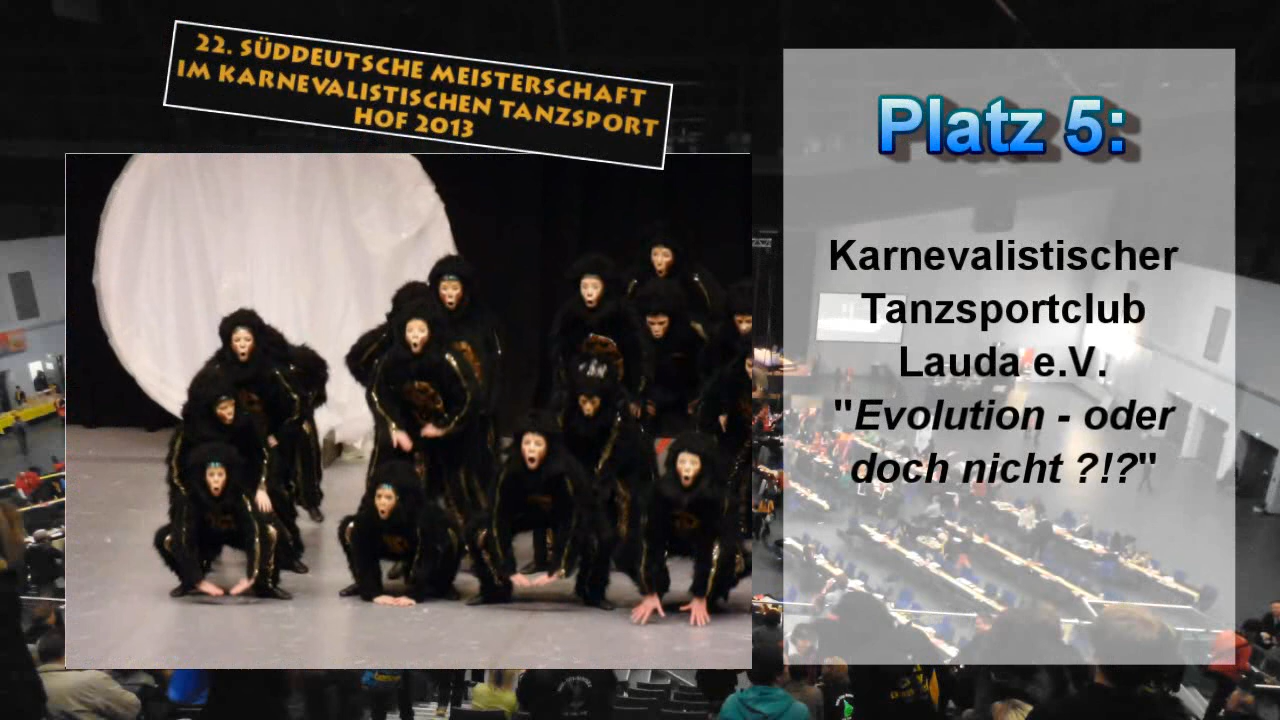 22. SÜDDEUTSCHE MEISTERSCHAFT
IM KARNEVALISTISCHEN TANZSPORT
HOF 2013
Platz 5:
Karnevalistischer
Tanzsportclub
Lauda e.V.
"Evolution - oder
doch nicht ?!?"